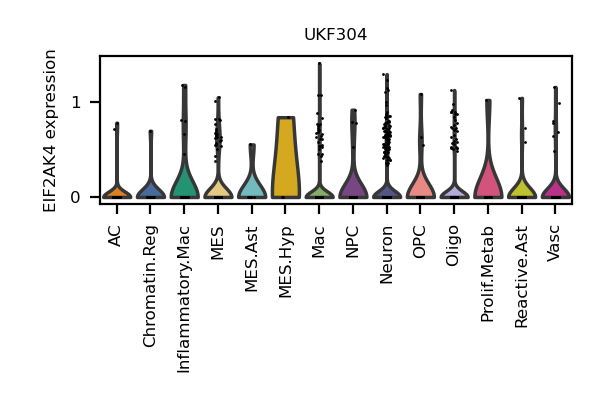 UKF304
EIF2AK4 expression
1
0
AC
Chromatin.Reg
Inflammatory.Mac
MES
MES.Ast
MES.Hyp
Mac
NPC
Neuron
OPC
Oligo
Prolif.Metab
Reactive.Ast
Vasc